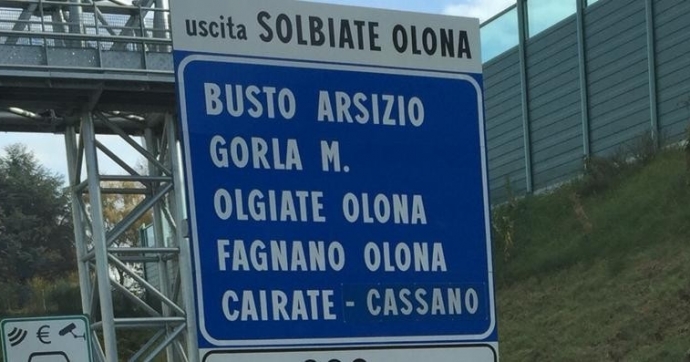 uscita SOLBIATE OLONA
BUSTO ARSIZIO
GORLA M.
OLGIATE OLONA
FAGNANO OLONA
CAIRATE - CASSANO
€